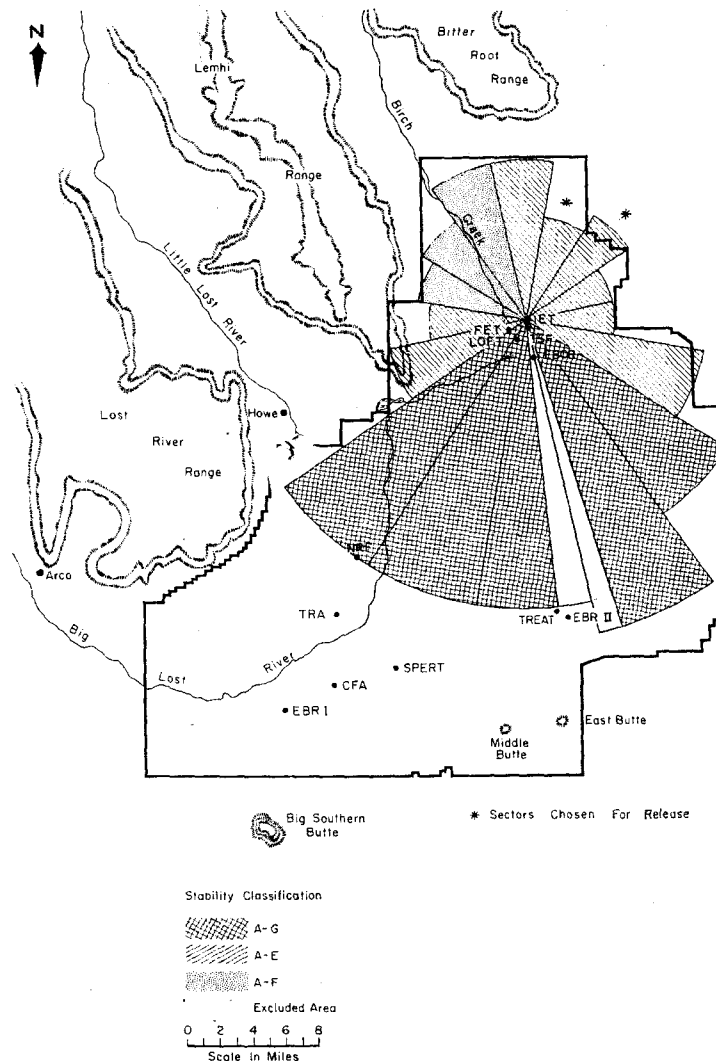 N
Bitter
Root
Range
Lemhi
Range
Birch
Creek
Little Lost River
Lost
River
Range
Howe
IET
FET
LOFT
TSF
EBOR
Arco
NRF
TREAT
EBR II
TRA
Big
Lost
River
SPERT
CFA
EBR I
East Butte
Middle
Butte
Big Southern
Butte
* Sectors Chosen For Release
Stability Classification
A-G
A-E
A-F
Excluded Area
0 2 4 6 8
Scale In Miles